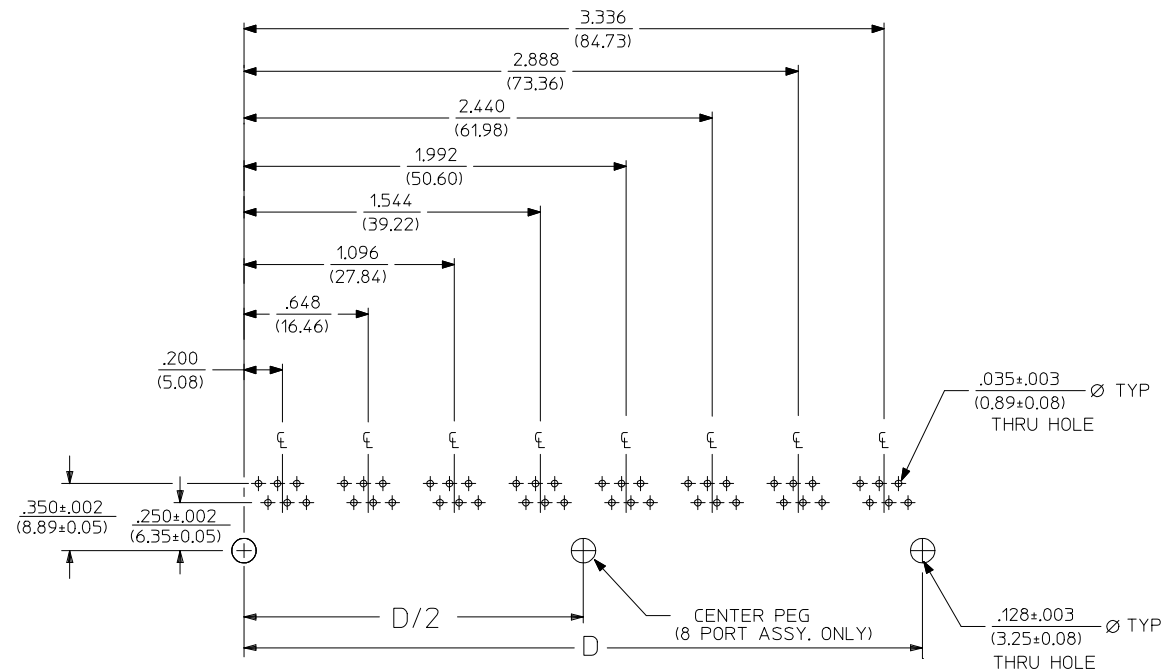 3.336
(84.73)
2.888
(73.36)
2.440
(61.98)
1.992
(50.60)
1.544
(39.22)
1.096
(27.84)
.648
(16.46)
.200
(5.08)
.035±.003
(0.89±0.08)
Ø TYP
THRU HOLE
℄ ℄ ℄ ℄ ℄ ℄ ℄ ℄
.350±.002
(8.89±0.05)
.250±.002
(6.35±0.05)
D/2
CENTER PEG
(8 PORT ASSY. ONLY)
D
.128±.003
(3.25±0.08)
Ø TYP
THRU HOLE